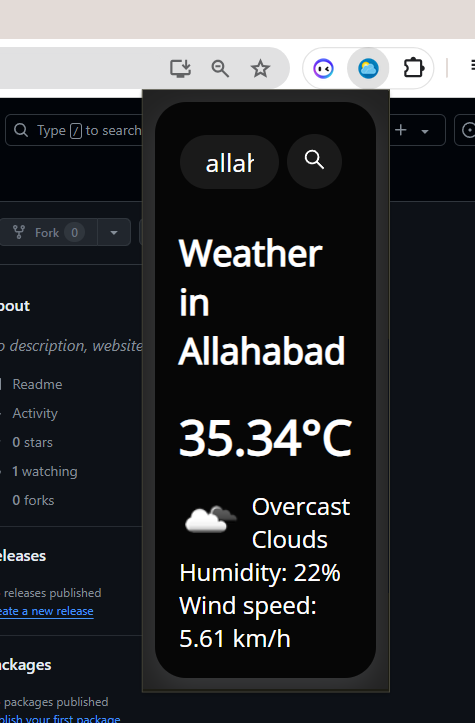 Type / to search
Fork 0
bout
o description, website
Readme
Activity
0 stars
1 watching
0 forks
eleases
releases published
eate a new release
ackages
packages published
blish your first package
allah
Weather
in
Allahabad
35.34°C
Overcast
Clouds
Humidity: 22%
Wind speed:
5.61 km/h